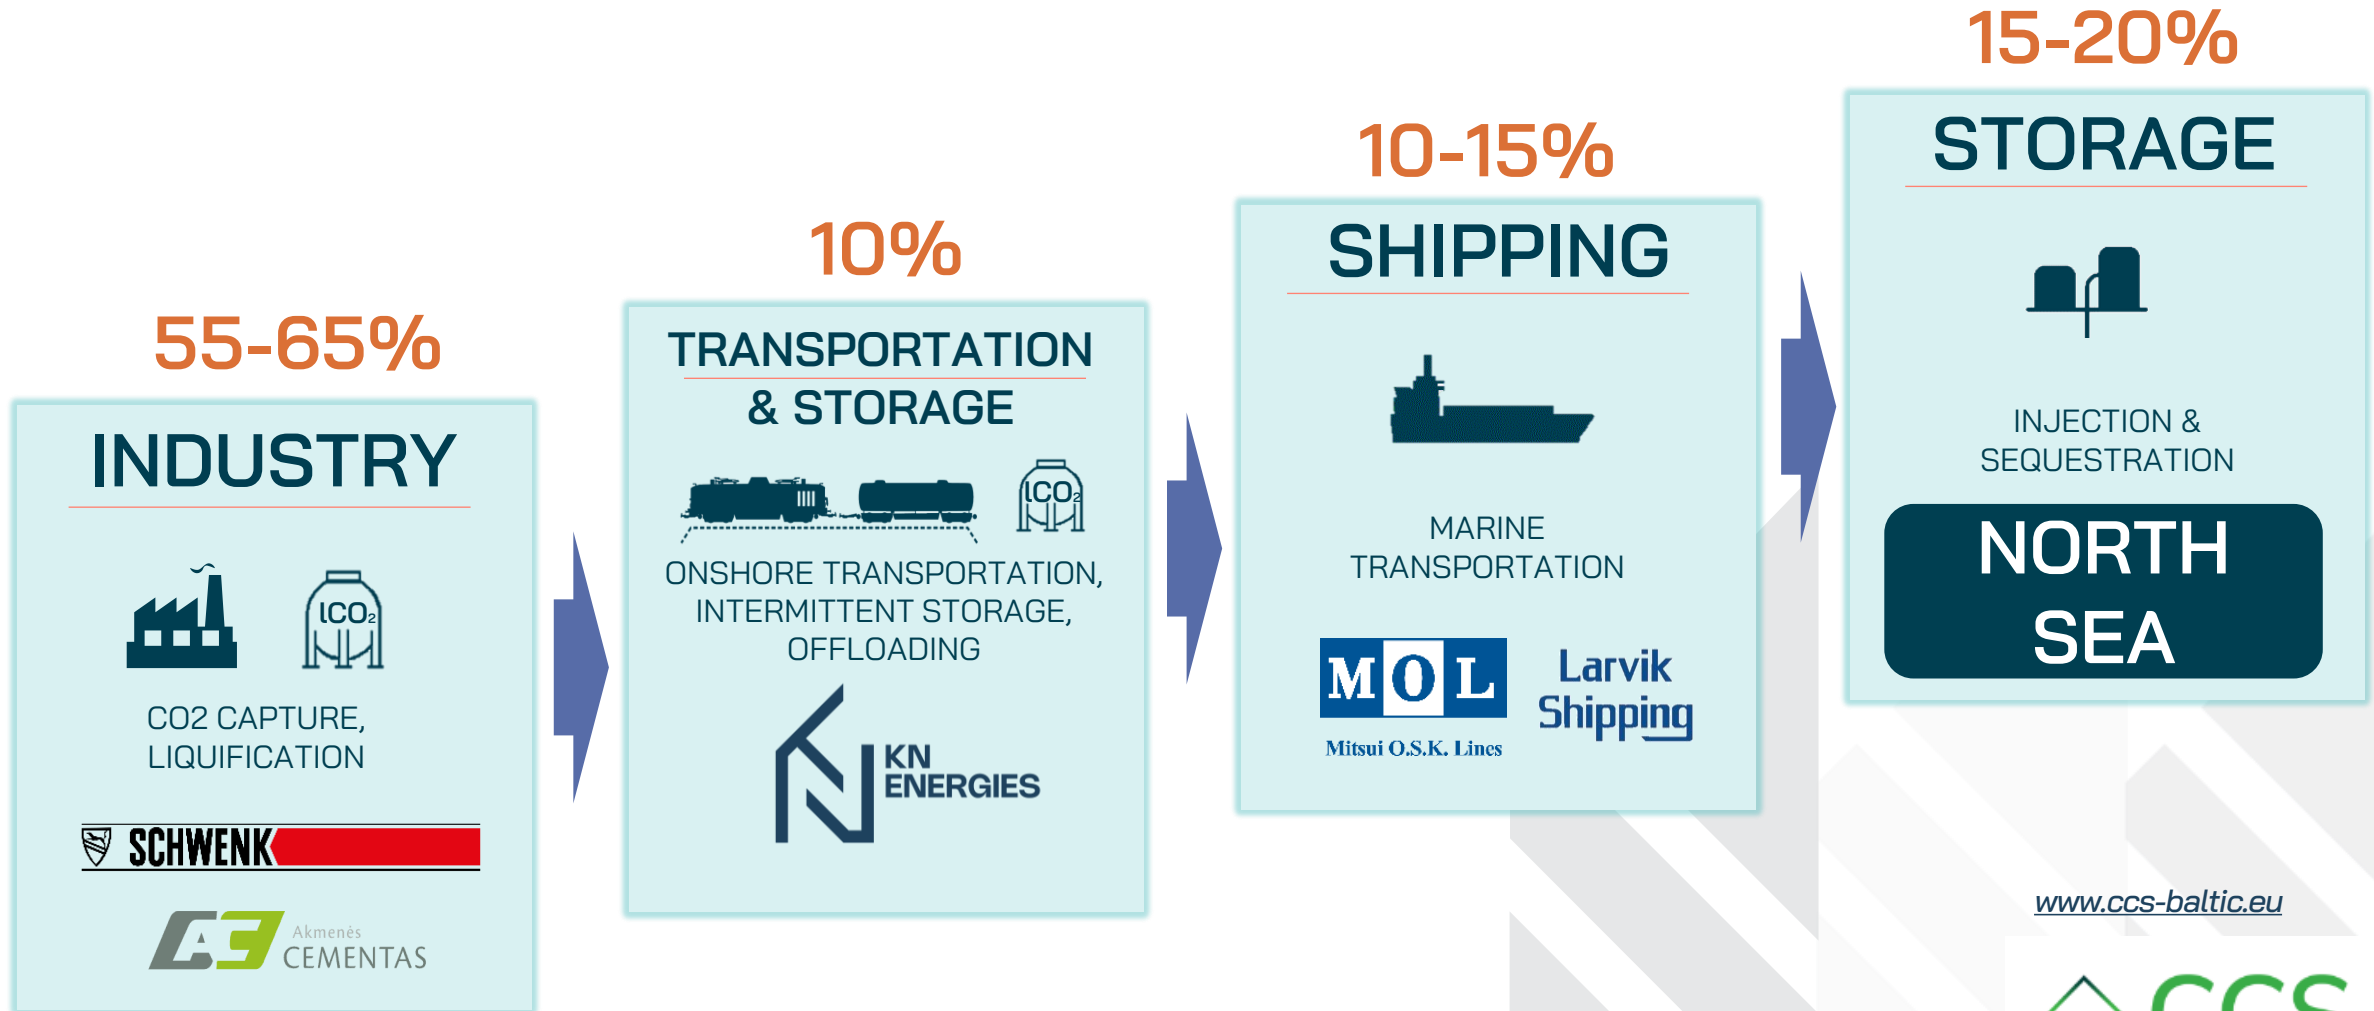 55-65%
INDUSTRY
lCO₂
CO2 CAPTURE,
LIQUIFICATION
SCHWENK
Akmenės
CEMENTAS
10%
TRANSPORTATION
& STORAGE
lCO₂
ONSHORE TRANSPORTATION,
INTERMITTENT STORAGE,
OFFLOADING
KN
ENERGIES
10-15%
SHIPPING
MARINE
TRANSPORTATION
MOL
Mitsui O.S.K. Lines
Larvik
Shipping
15-20%
STORAGE
INJECTION &
SEQUESTRATION
NORTH
SEA
www.ccs-baltic.eu
CCS